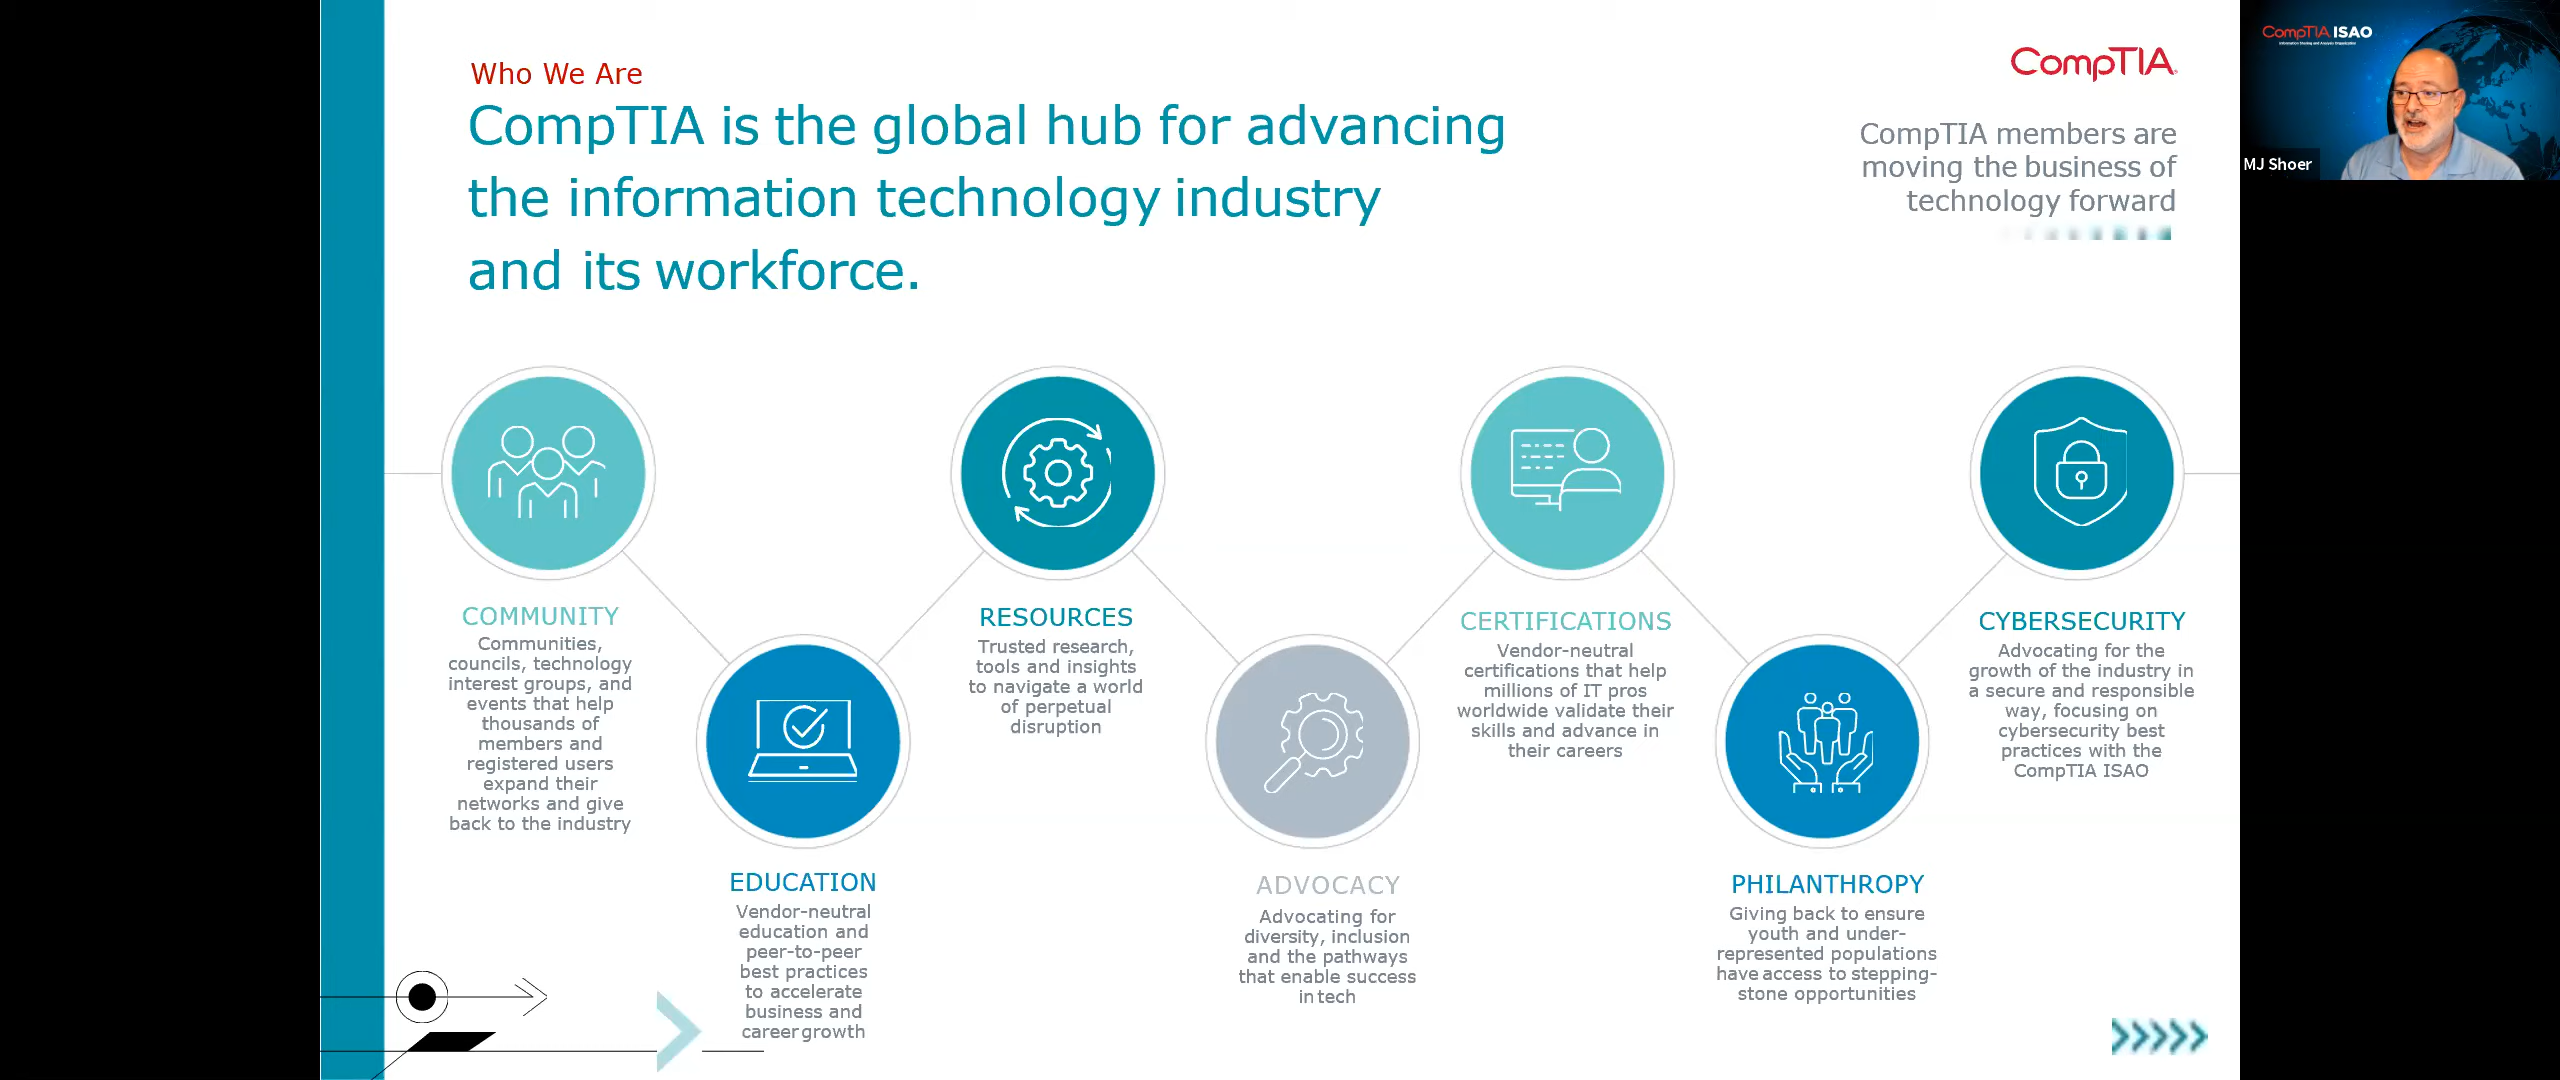 Who We Are
CompTIA is the global hub for advancing
the information technology industry
and its workforce.
CompTIA
CompTIA members are
moving the business of
technology forward
CompTIA ISAO
Information Sharing and Analysis Organization
MJ Shoer
COMMUNITY
Communities,
councils, technology
interest groups, and
events that help
thousands of
members and
registered users
expand their
networks and give
back to the industry
EDUCATION
Vendor-neutral
education and
peer-to-peer
best practices
to accelerate
business and
career growth
RESOURCES
Trusted research,
tools and insights
to navigate a world
of perpetual
disruption
ADVOCACY
Advocating for
diversity, inclusion
and the pathways
that enable success
in tech
CERTIFICATIONS
Vendor-neutral
certifications that help
millions of IT pros
worldwide validate their
skills and advance in
their careers
PHILANTHROPY
Giving back to ensure
youth and under-
represented populations
have access to stepping-
stone opportunities
CYBERSECURITY
Advocating for the
growth of the industry in
a secure and responsible
way, focusing on
cybersecurity best
practices with the
CompTIA ISAO